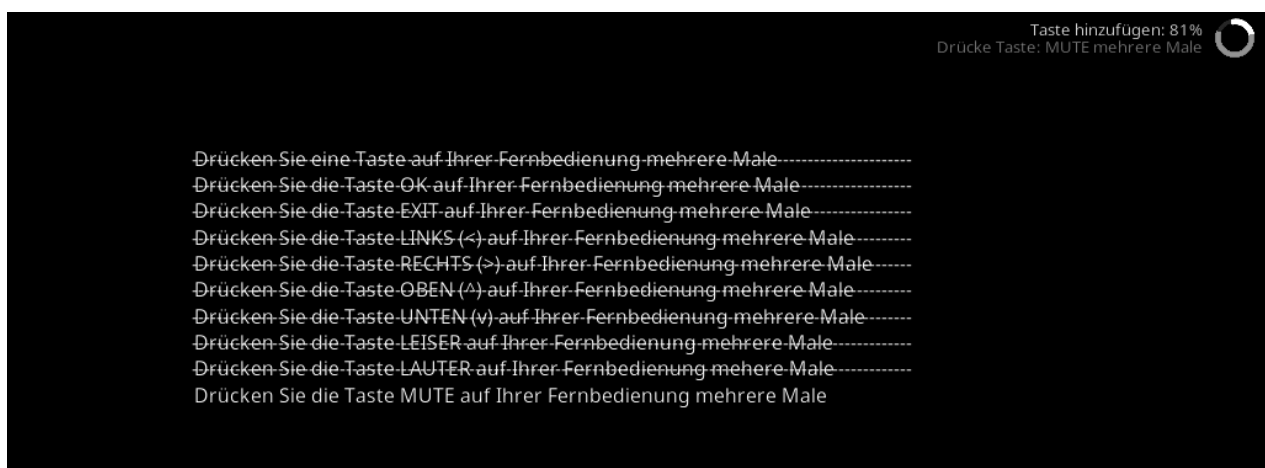 Taste hinzufügen: 81%
Drücke Taste: MUTE mehrere Male
Drücken Sie eine Taste auf Ihrer Fernbedienung mehrere Male
Drücken Sie die Taste OK auf Ihrer Fernbedienung mehrere Male
Drücken Sie die Taste EXIT auf Ihrer Fernbedienung mehrere Male
Drücken Sie die Taste LINKS (<) auf Ihrer Fernbedienung mehrere Male
Drücken Sie die Taste RECHTS (>) auf Ihrer Fernbedienung mehrere Male
Drücken Sie die Taste OBEN (^) auf Ihrer Fernbedienung mehrere Male
Drücken Sie die Taste UNTEN (v) auf Ihrer Fernbedienung mehrere Male
Drücken Sie die Taste LEISER auf Ihrer Fernbedienung mehrere Male
Drücken Sie die Taste LAUTER auf Ihrer Fernbedienung mehere Male
Drücken Sie die Taste MUTE auf Ihrer Fernbedienung mehrere Male